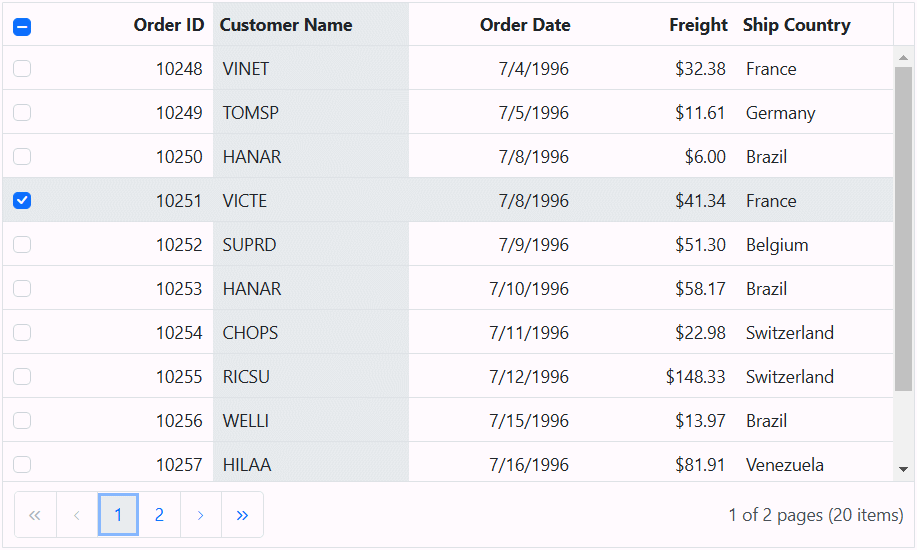 Order ID Customer Name Order Date Freight Ship Country
10248 VINET 7/4/1996 $32.38 France
10249 TOMSP 7/5/1996 $11.61 Germany
10250 HANAR 7/8/1996 $6.00 Brazil
10251 VICTE 7/8/1996 $41.34 France
10252 SUPRD 7/9/1996 $51.30 Belgium
10253 HANAR 7/10/1996 $58.17 Brazil
10254 CHOPS 7/11/1996 $22.98 Switzerland
10255 RICSU 7/12/1996 $148.33 Switzerland
10256 WELLI 7/15/1996 $13.97 Brazil
10257 HILAA 7/16/1996 $81.91 Venezuela
1 2 1 of 2 pages (20 items)